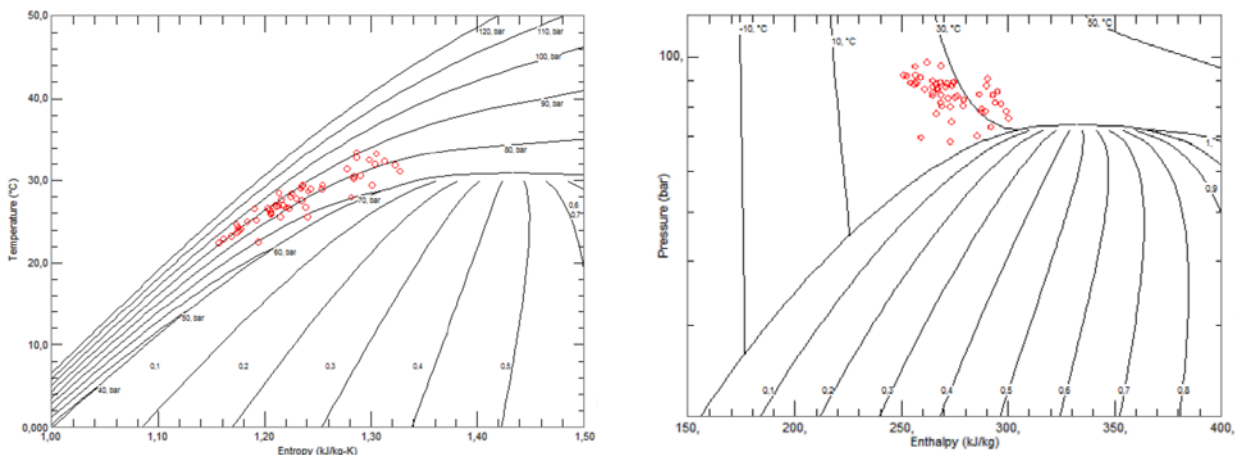 50,0
40,0
30,0
20,0
10,0
0,000
1,00
1,10
1,20
1,30
1,40
1,50
Temperature (°C)
Entropy (kJ/kg-K)
120, bar
110, bar
100, bar
90, bar
80, bar
70, bar
60, bar
50, bar
40, bar
0,1
0,2
0,3
0,4
0,5
0,6
0,7
100,
150,
200,
250,
300,
350,
400,
Pressure (bar)
Enthalpy (kJ/kg)
-10, °C
10, °C
30, °C
50, °C
0,1
0,2
0,3
0,4
0,5
0,6
0,7
0,8
0,9
1,